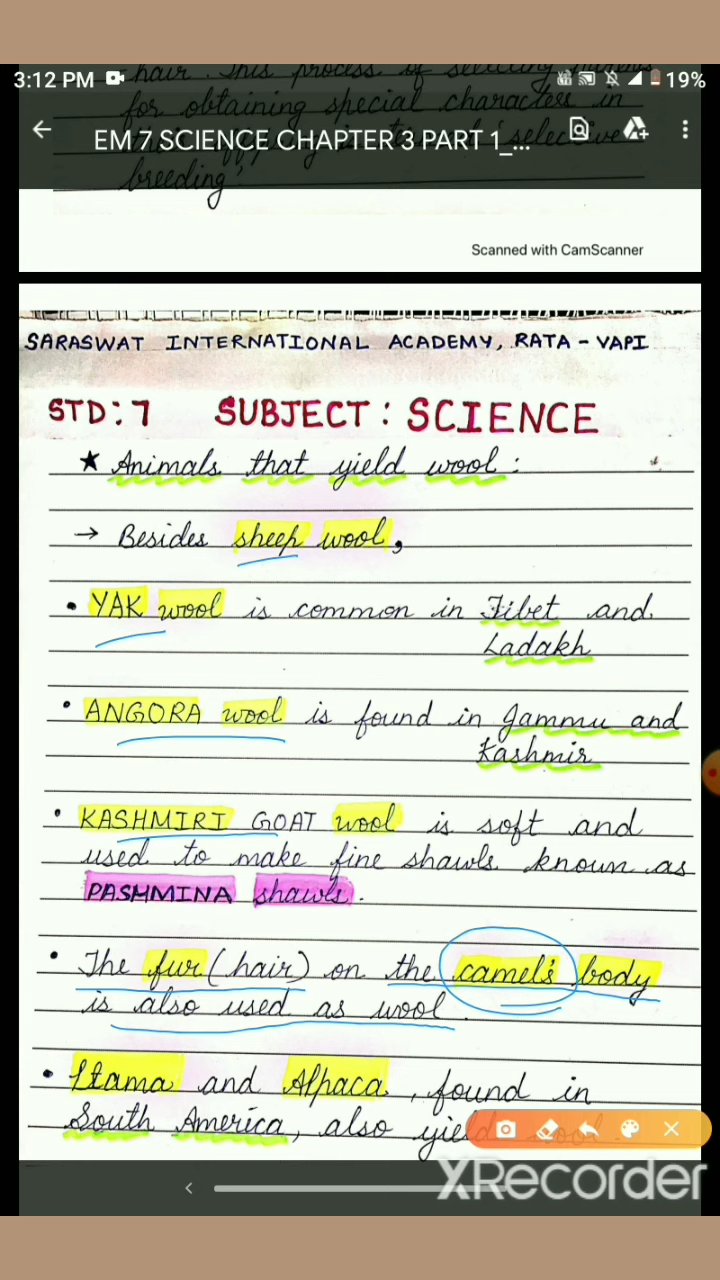 3:12 PM 19%
hair. This process of selecting parents
for obtaining special characters in
EM 7 SCIENCE CHAPTER 3 PART 1_...
selective
breeding'
Scanned with CamScanner
SARASWAT INTERNATIONAL ACADEMY, RATA - VAPI
STD: 7 SUBJECT: SCIENCE
★ Animals that yield wool:
→ Besides sheep wool,
• YAK wool is common in Tibet and
Ladakh
• ANGORA wool is found in Jammu and
Kashmir
• KASHMIRI GOAT wool is soft and
used to make fine shawls known as
PASHMINA shawls.
• The fur (hair) on the camel's body
is also used as wool.
• Llama and Alpaca, found in
South America, also yield wool.
XRecorder